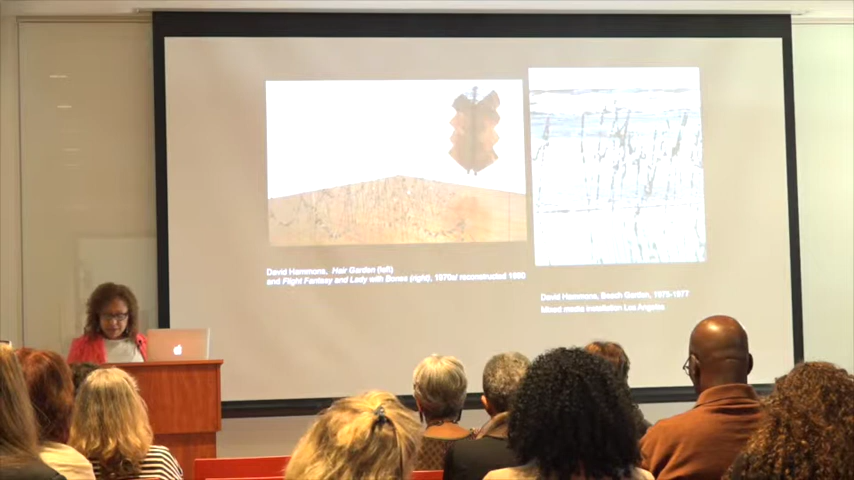 David Hammons, Hair Garden (left)
and Flight Fantasy and Lady with Bones (right), 1970s/ reconstructed 1990
David Hammons, Beach Garden, 1975-1977
Mixed media installation Los Angeles